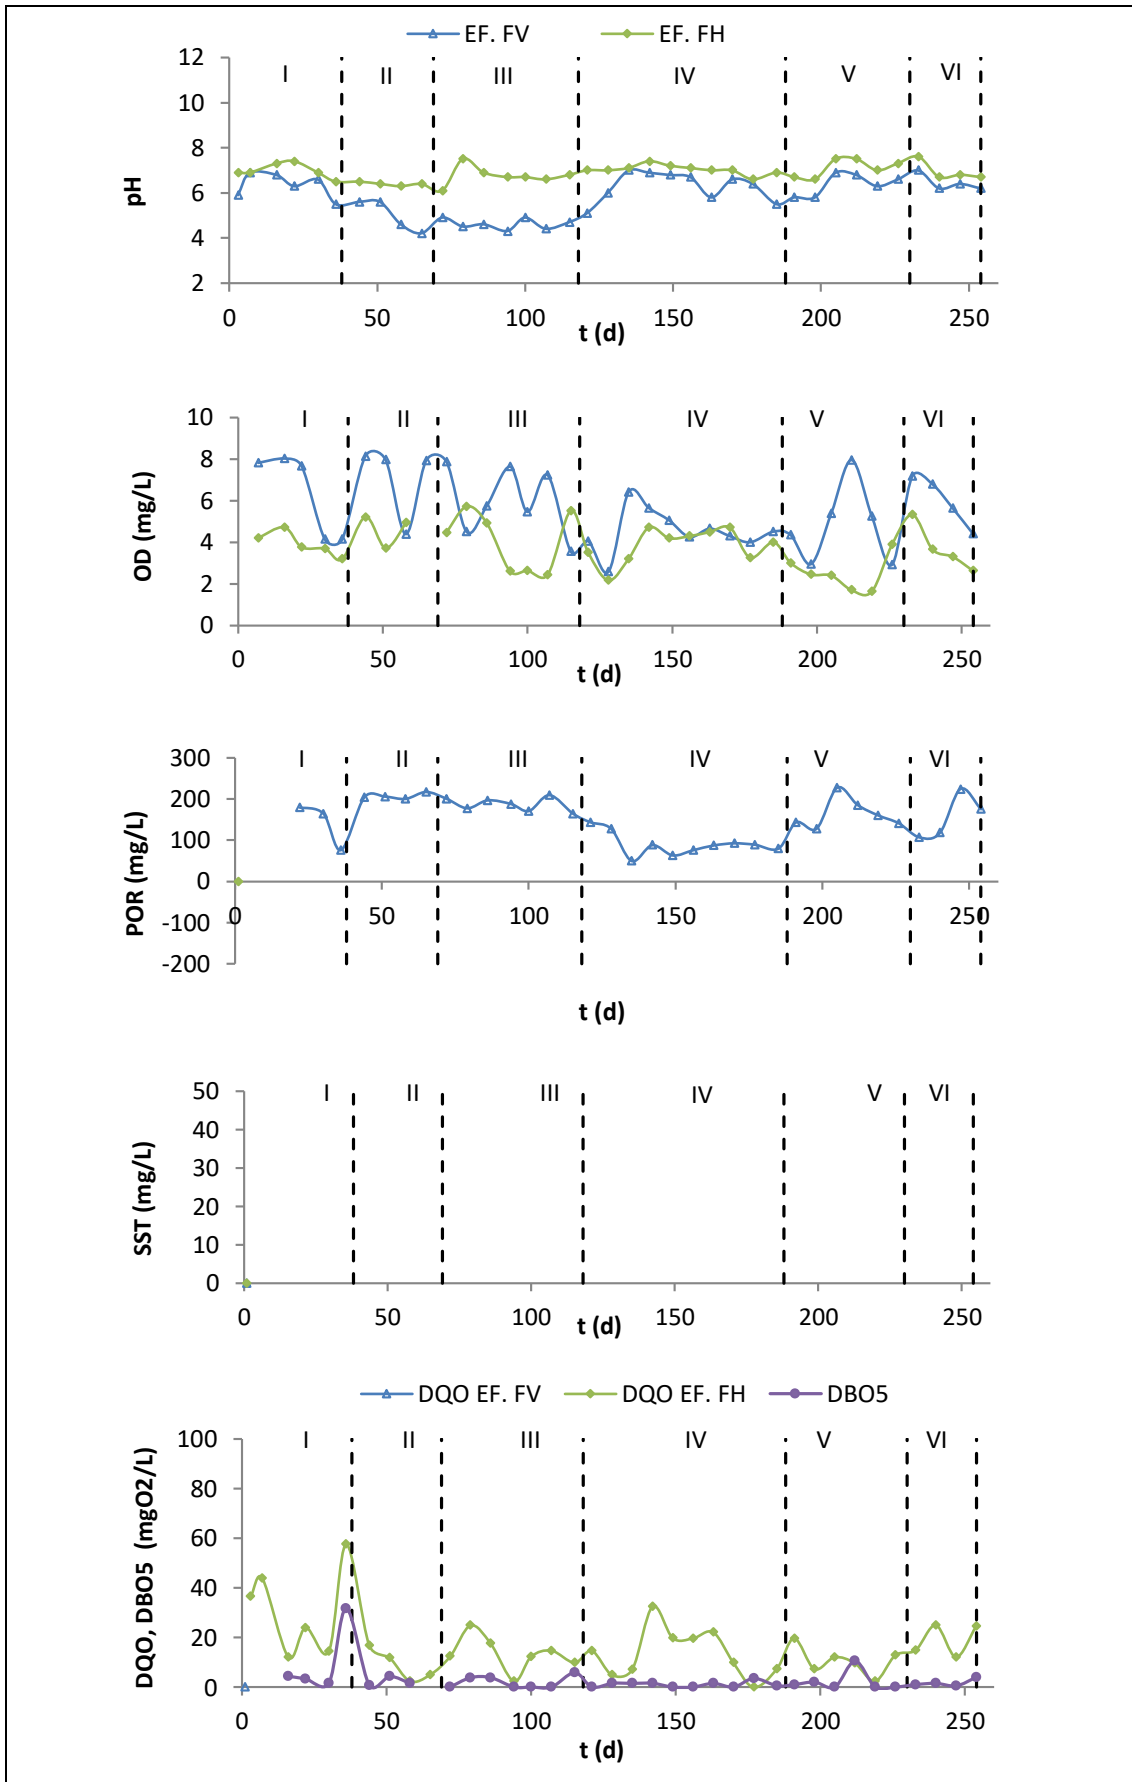 EF. FV EF. FH
12
10
8
6
4
2
pH
I II III IV V VI
0 50 100 150 200 250
t (d)
10
8
6
4
2
0
OD (mg/L)
I II III IV V VI
0 50 100 150 200 250
t (d)
300
200
100
0
-100
-200
POR (mg/L)
I II III IV V VI
0 50 100 150 200 250
t (d)
50
40
30
20
10
0
SST (mg/L)
I II III IV V VI
0 50 100 150 200 250
t (d)
DQO EF. FV DQO EF. FH DBO5
100
80
60
40
20
0
DQO, DBO5 (mgO2/L)
I II III IV V VI
0 50 100 150 200 250
t (d)